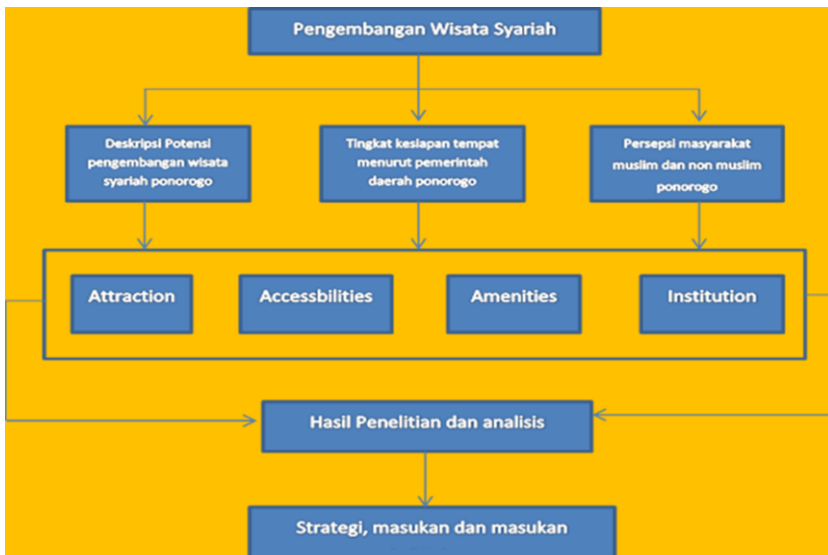 Pengembangan Wisata Syariah
Deskripsi Potensi
pengembangan wisata
syariah ponorogo
Tingkat kesiapan tempat
menurut pemerintah
daerah ponorogo
Persepsi masyarakat
muslim dan non muslim
ponorogo
Attraction
Accessbilities
Amenities
Institution
Hasil Penelitian dan analisis
Strategi, masukan dan masukan